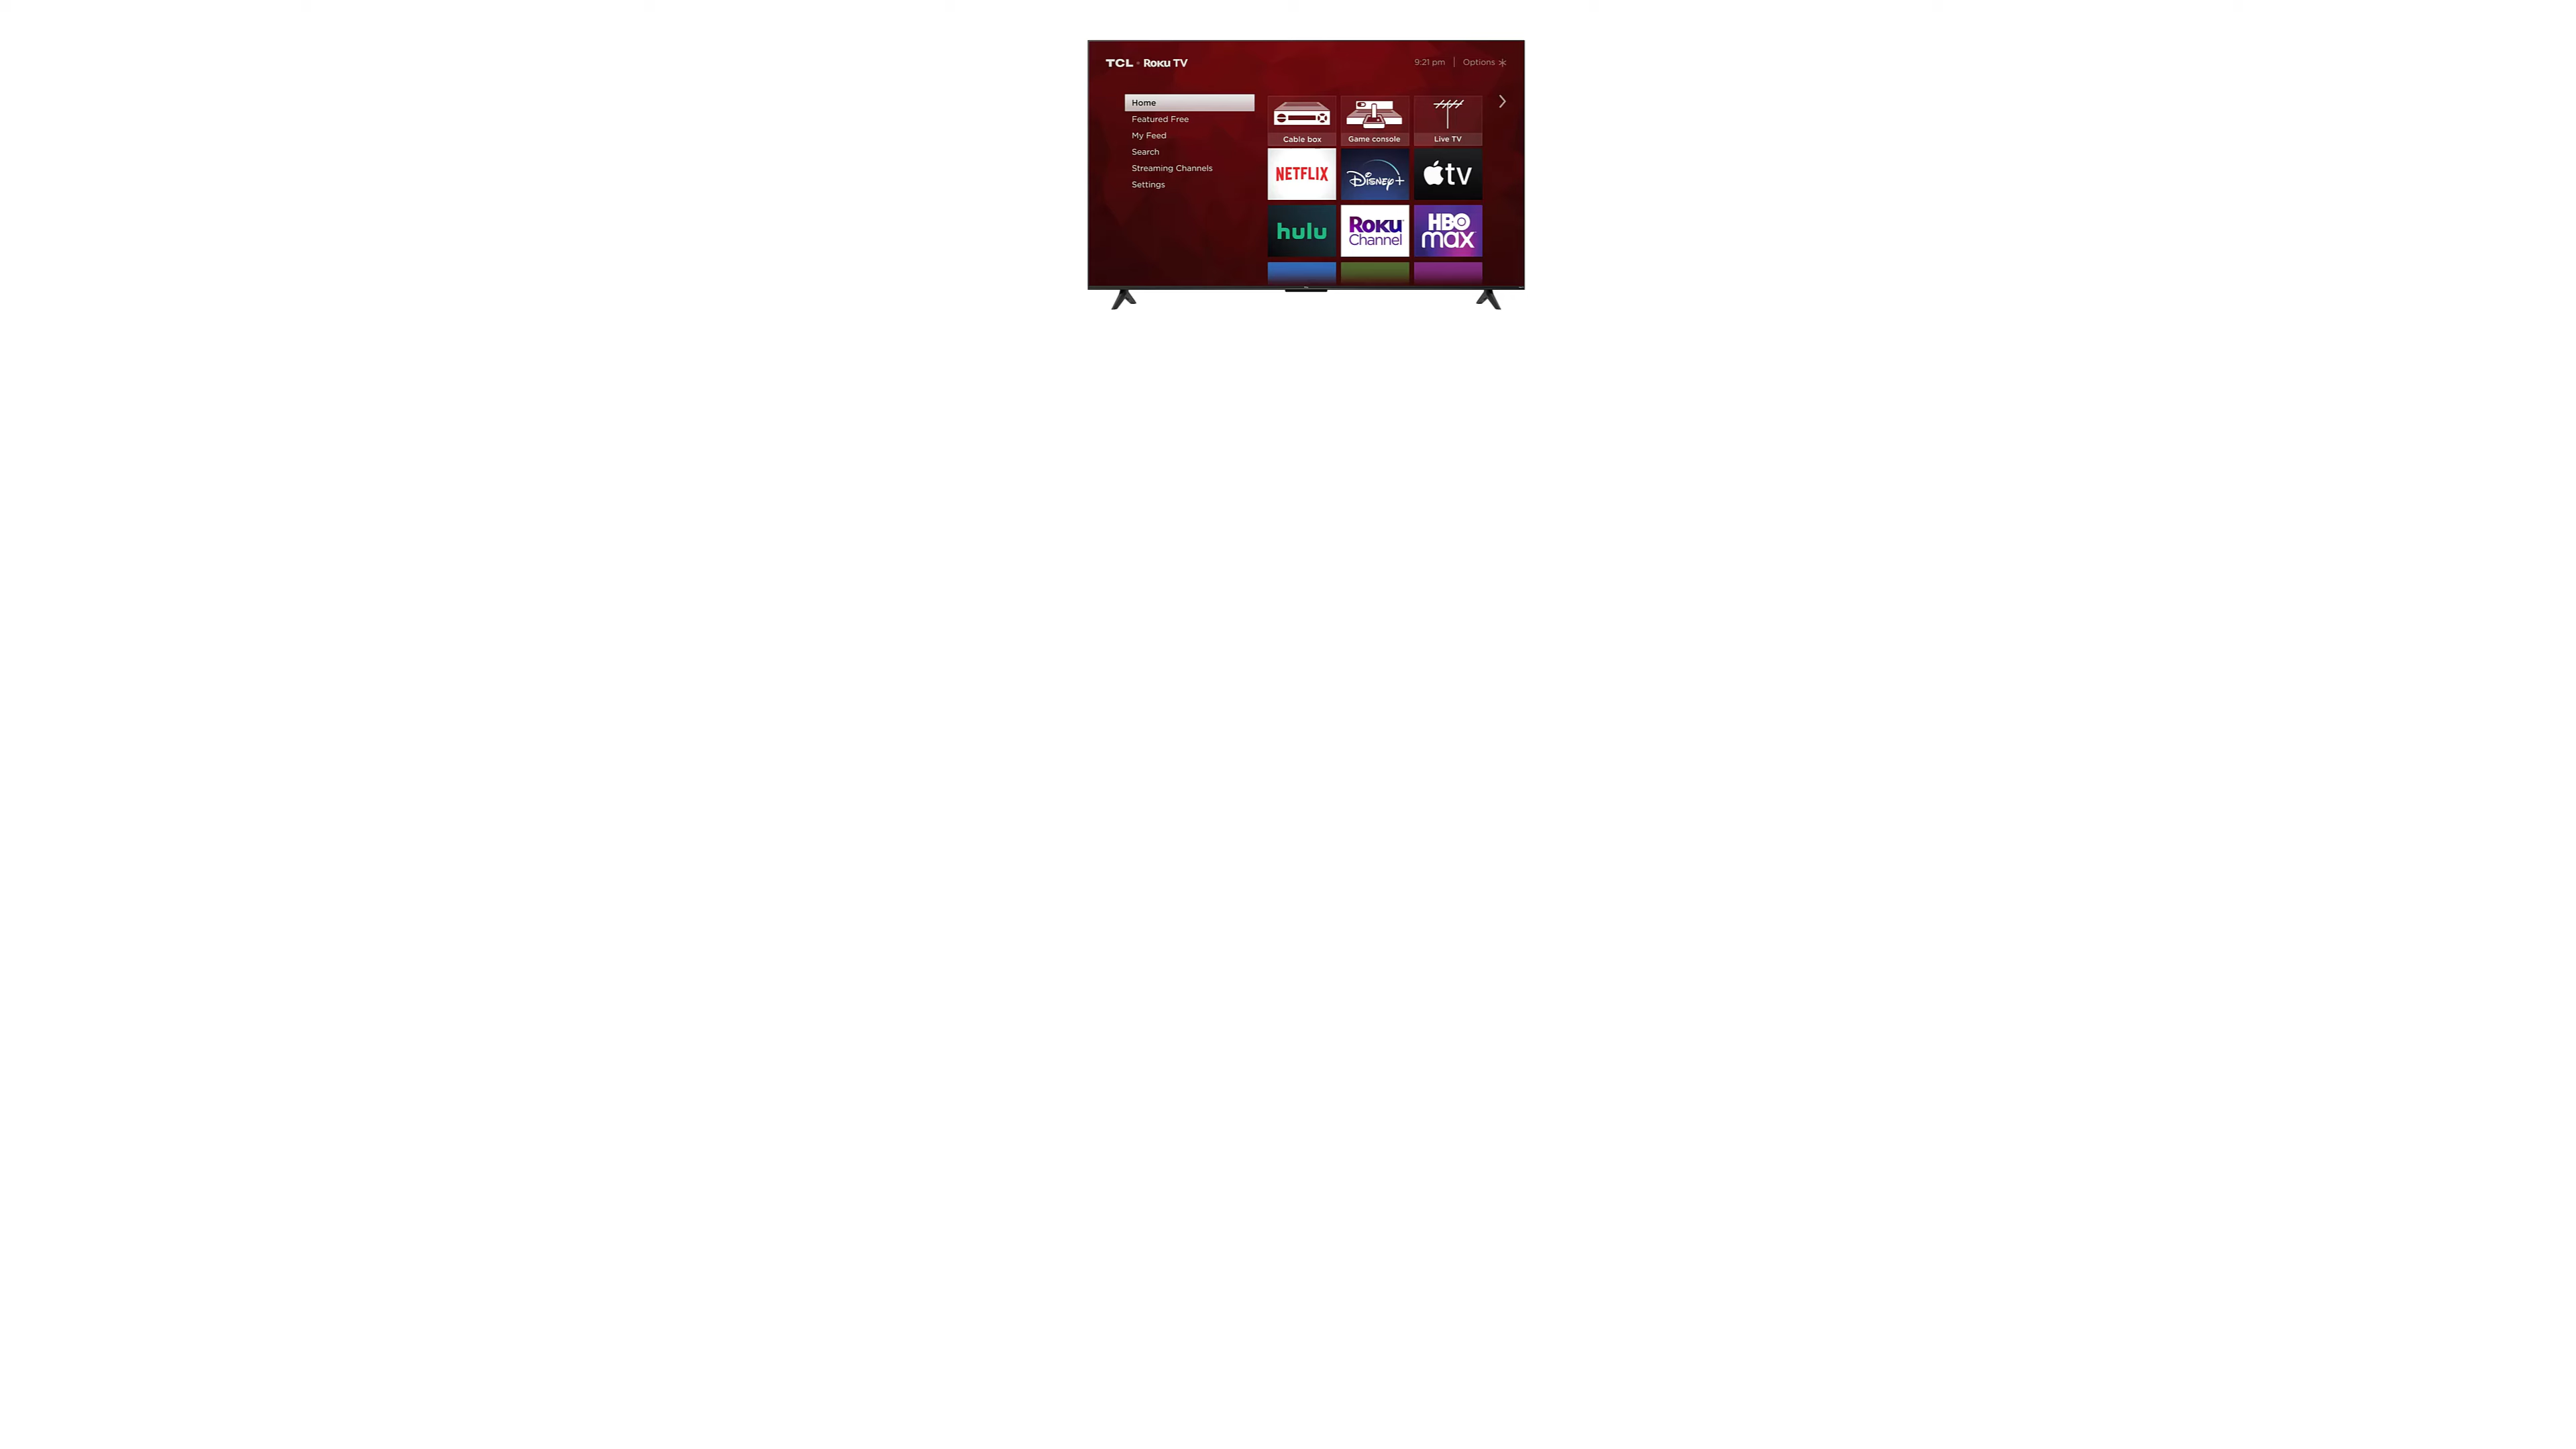 TCL · Roku TV
9:21 pm | Options
Home
Featured Free
My Feed
Search
Streaming Channels
Settings
Cable box
Game console
Live TV
NETFLIX
Disney+
tv
hulu
Roku
Channel
HBO
max